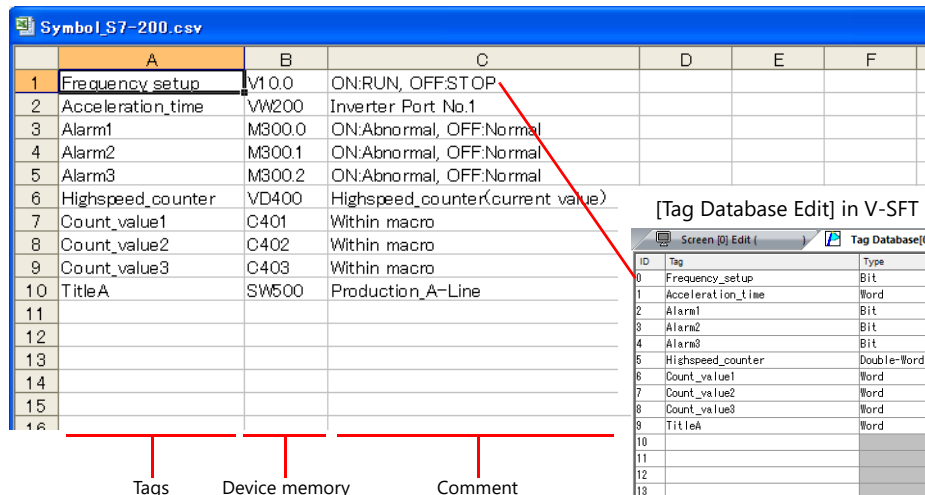 Symbol_S7-200.csv
A B C D E F
1 Frequency_setup V10.0 ON:RUN, OFF:STOP
2 Acceleration_time VW200 Inverter Port No.1
3 Alarm1 M300.0 ON:Abnormal, OFF:Normal
4 Alarm2 M300.1 ON:Abnormal, OFF:Normal
5 Alarm3 M300.2 ON:Abnormal, OFF:Normal
6 Highspeed_counter VD400 Highspeed_counter(current value)
7 Count_value1 C401 Within macro
8 Count_value2 C402 Within macro
9 Count_value3 C403 Within macro
10 TitleA SW500 Production_A-Line
11
12
13
14
15
16
[Tag Database Edit] in V-SFT
Screen [0] Edit ( ) Tag Database[0
ID Tag Type
0 Frequency_setup Bit
1 Acceleration_time Word
2 Alarm1 Bit
3 Alarm2 Bit
4 Alarm3 Bit
5 Highspeed_counter Double-Word
6 Count_value1 Word
7 Count_value2 Word
8 Count_value3 Word
9 TitleA Word
10
11
12
13
Tags Device memory Comment